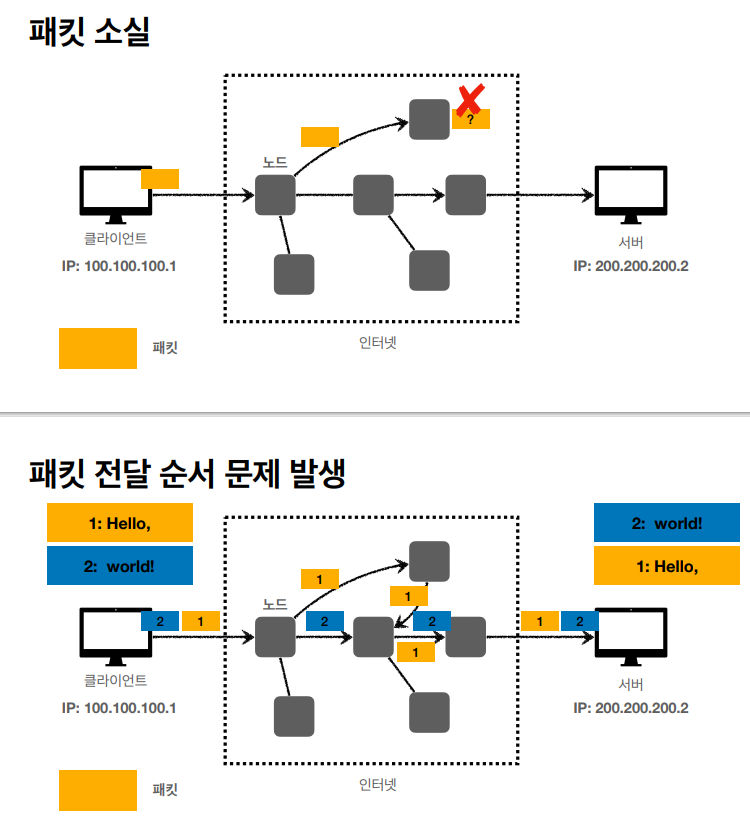 패킷 소실
?
노드
클라이언트
IP: 100.100.100.1
서버
IP: 200.200.200.2
패킷
인터넷
패킷 전달 순서 문제 발생
1: Hello,
2: world!
2: world!
1: Hello,
1
1
노드
2 1
2
2
1 2
1
클라이언트
IP: 100.100.100.1
서버
IP: 200.200.200.2
패킷
인터넷